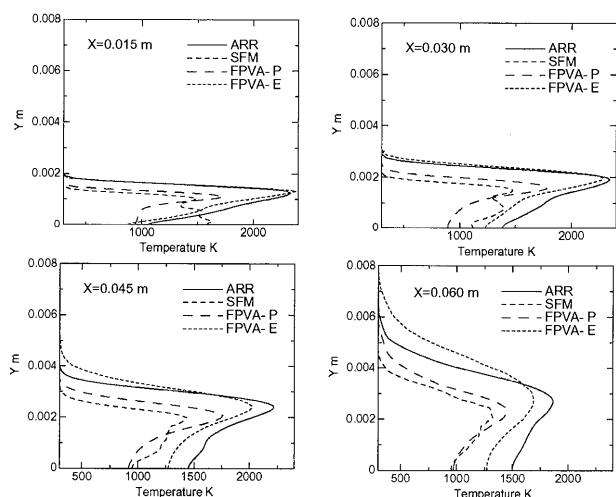 X=0.015 m
ARR
SFM
FPVA- P
FPVA- E
0.008
0.006
0.004
0.002
0
Y m
1000
2000
Temperature K
X=0.030 m
ARR
SFM
FPVA- P
FPVA- E
0.008
0.006
0.004
0.002
0
Y m
1000
2000
Temperature K
X=0.045 m
ARR
SFM
FPVA- P
FPVA- E
0.008
0.006
0.004
0.002
0
Y m
500
1000
1500
2000
Temperature K
X=0.060 m
ARR
SFM
FPVA- P
FPVA- E
0.008
0.006
0.004
0.002
0
Y m
500
1000
1500
2000
Temperature K